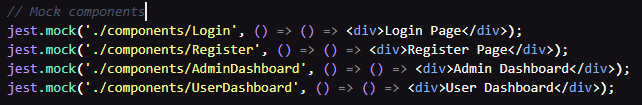 // Mock components
jest.mock('./components/Login', () => () => <div>Login Page</div>);
jest.mock('./components/Register', () => () => <div>Register Page</div>);
jest.mock('./components/AdminDashboard', () => () => <div>Admin Dashboard</div>);
jest.mock('./components/UserDashboard', () => () => <div>User Dashboard</div>);